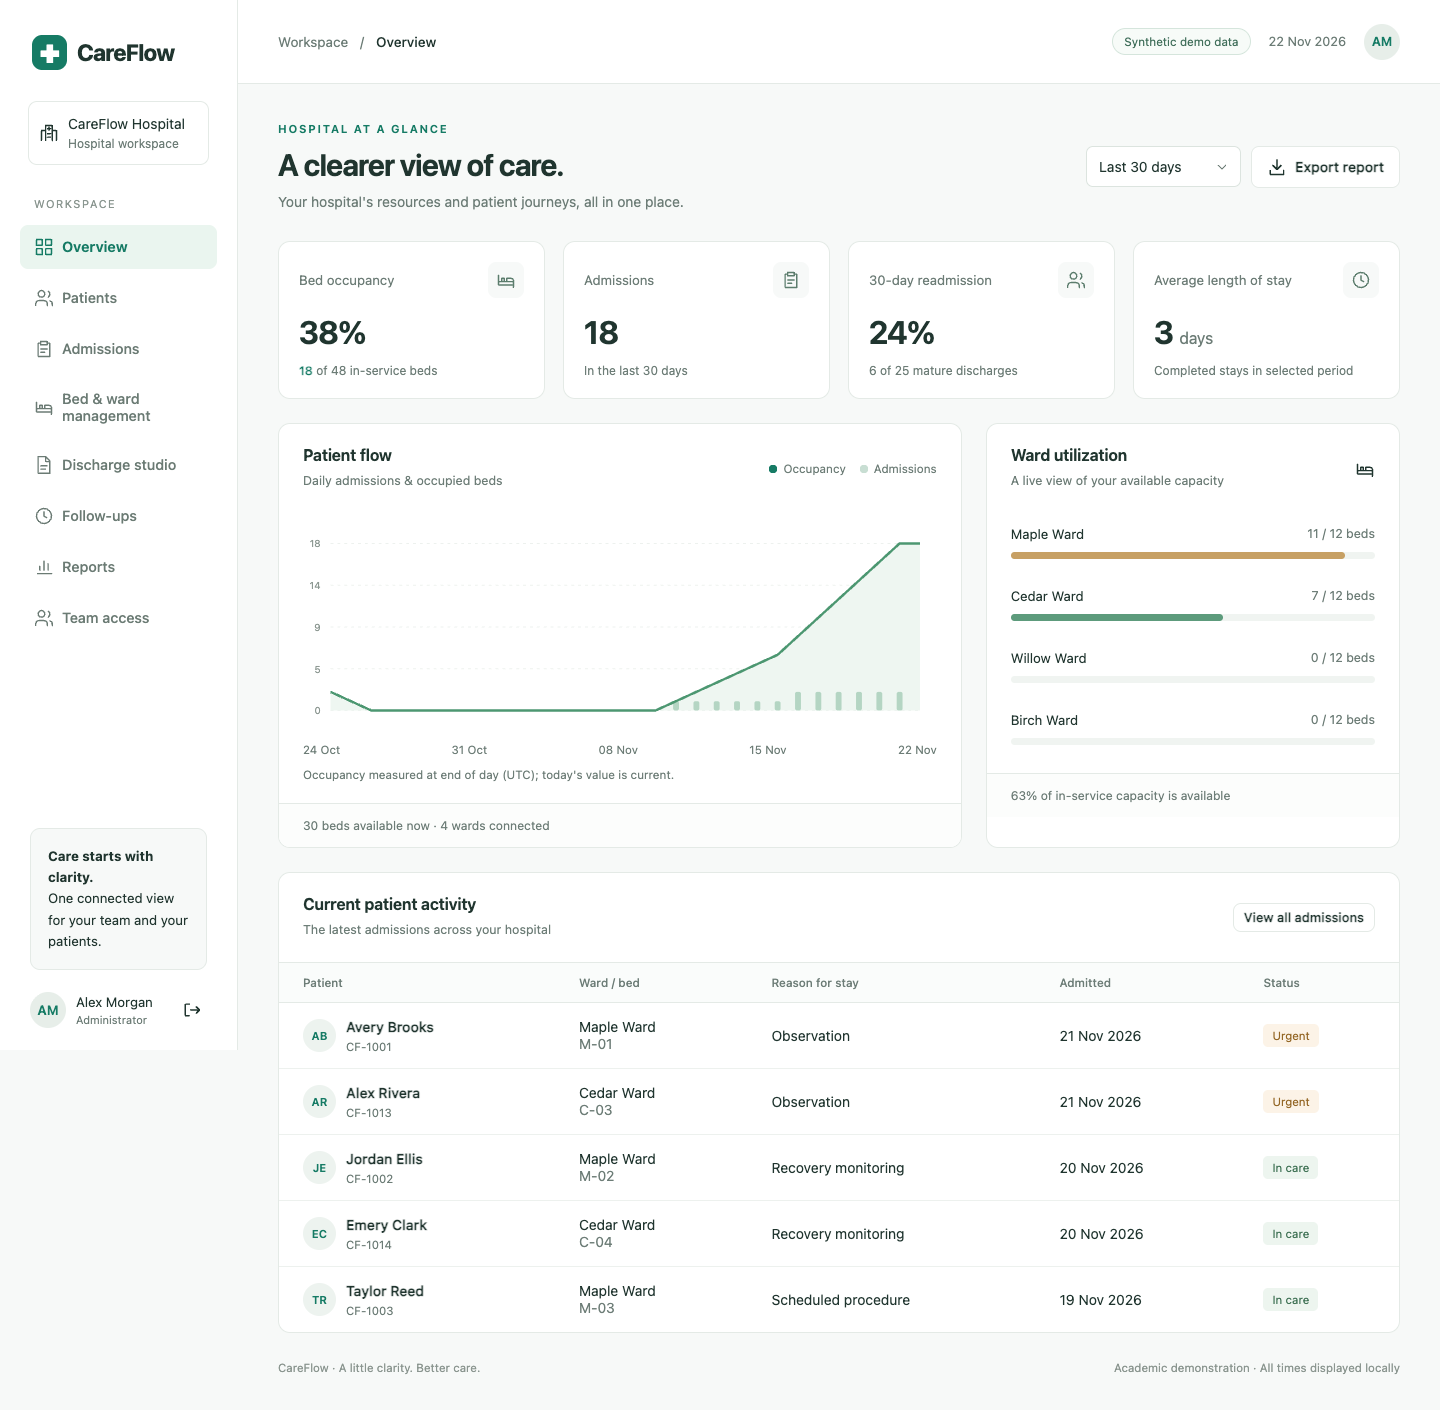 CareFlow
CareFlow Hospital
Hospital workspace
WORKSPACE
Overview
Patients
Admissions
Bed & ward
management
Discharge studio
Follow-ups
Reports
Team access
Care starts with
clarity.
One connected view
for your team and your
patients.
AM
Alex Morgan
Administrator
Workspace / Overview
Synthetic demo data
22 Nov 2026
AM
HOSPITAL AT A GLANCE
A clearer view of care.
Your hospital's resources and patient journeys, all in one place.
Last 30 days
Export report
Bed occupancy
38%
18 of 48 in-service beds
Admissions
18
In the last 30 days
30-day readmission
24%
6 of 25 mature discharges
Average length of stay
3 days
Completed stays in selected period
Patient flow
Daily admissions & occupied beds
Occupancy
Admissions
18
14
9
5
0
24 Oct
31 Oct
08 Nov
15 Nov
22 Nov
Occupancy measured at end of day (UTC); today's value is current.
30 beds available now · 4 wards connected
Ward utilization
A live view of your available capacity
Maple Ward 11 / 12 beds
Cedar Ward 7 / 12 beds
Willow Ward 0 / 12 beds
Birch Ward 0 / 12 beds
63% of in-service capacity is available
Current patient activity
The latest admissions across your hospital
View all admissions
Patient Ward / bed Reason for stay Admitted Status
AB Avery Brooks Maple Ward Observation 21 Nov 2026 Urgent
CF-1001 M-01
AR Alex Rivera Cedar Ward Observation 21 Nov 2026 Urgent
CF-1013 C-03
JE Jordan Ellis Maple Ward Recovery monitoring 20 Nov 2026 In care
CF-1002 M-02
EC Emery Clark Cedar Ward Recovery monitoring 20 Nov 2026 In care
CF-1014 C-04
TR Taylor Reed Maple Ward Scheduled procedure 19 Nov 2026 In care
CF-1003 M-03
CareFlow · A little clarity. Better care.
Academic demonstration · All times displayed locally